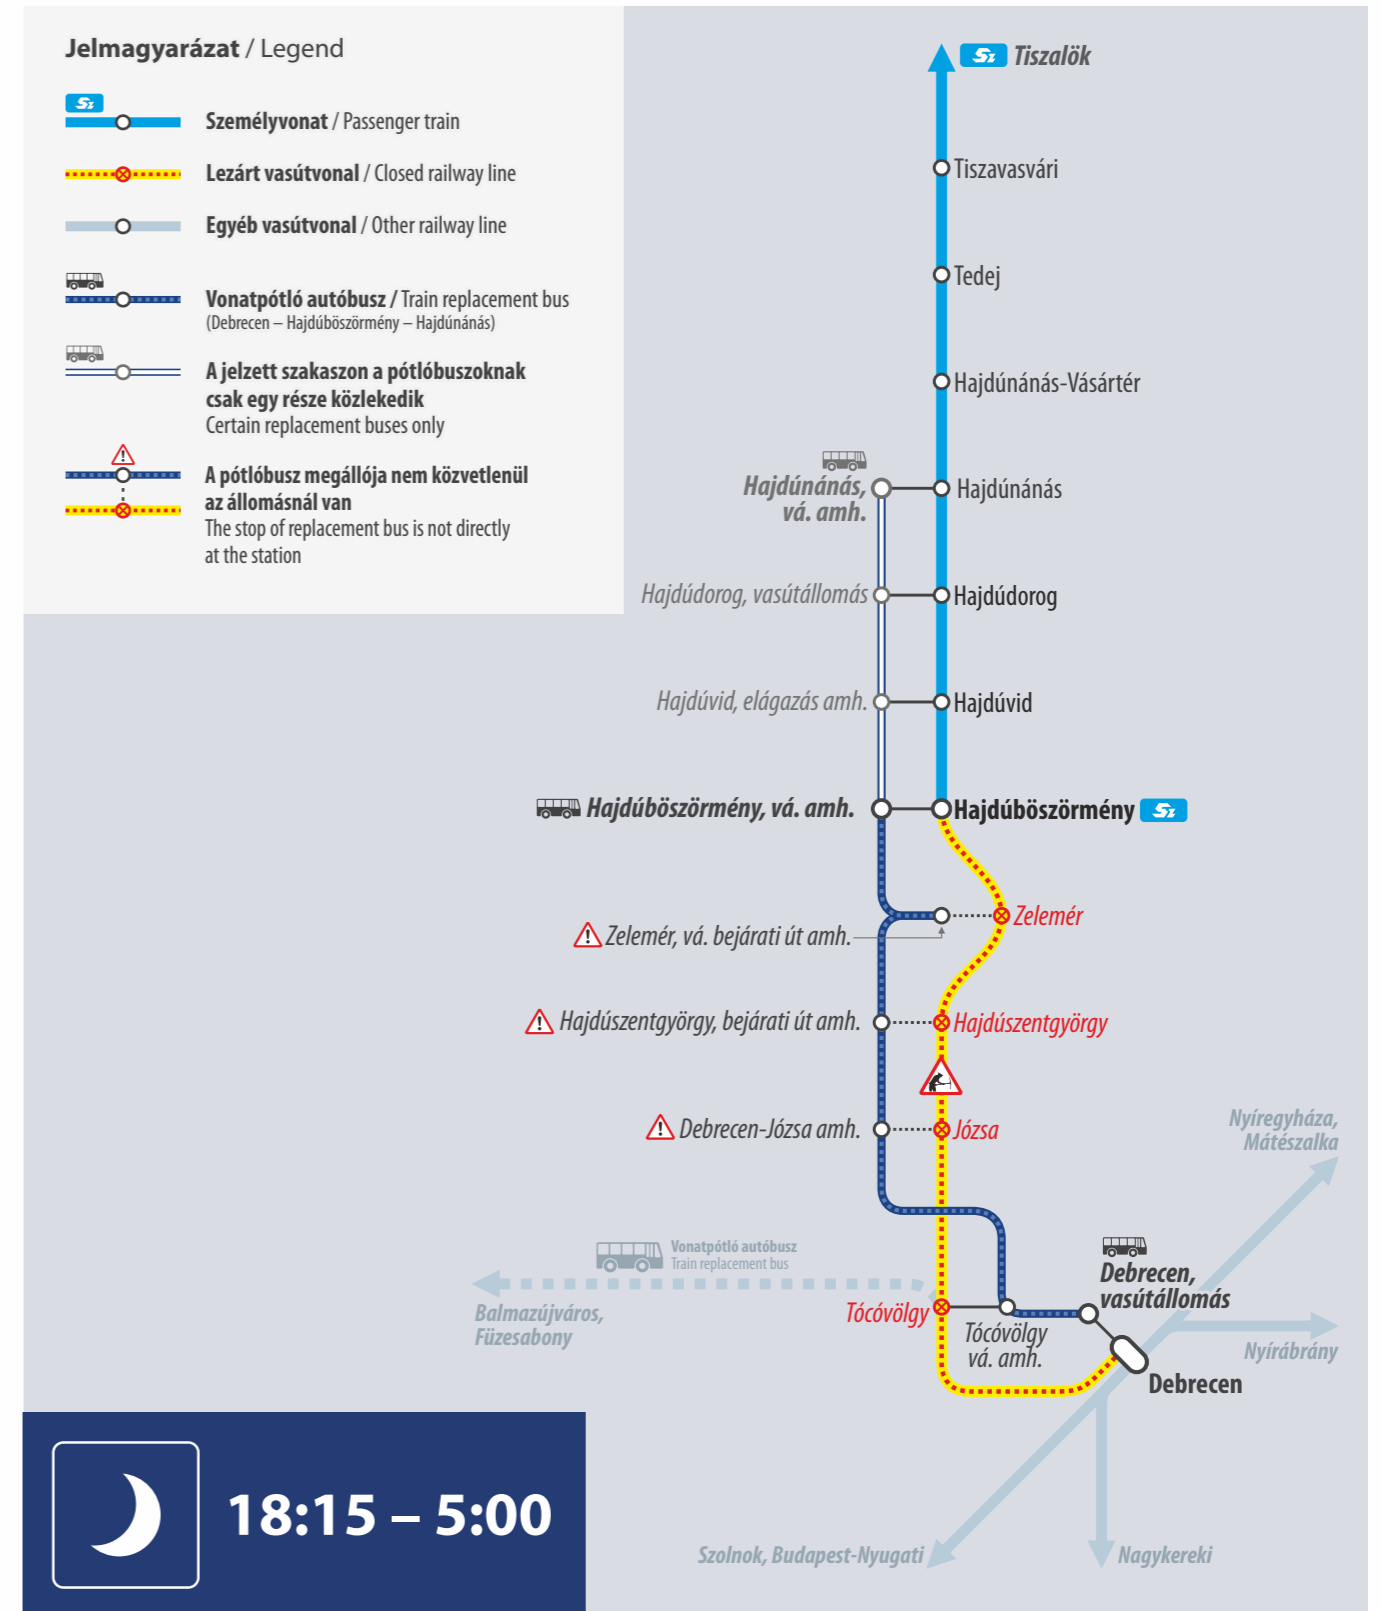 Jelmagyarázat / Legend
Sz
Személyvonat / Passenger train
Lezárt vasútvonal / Closed railway line
Egyéb vasútvonal / Other railway line
Vonatpótló autóbusz / Train replacement bus
(Debrecen – Hajdúböszörmény – Hajdúnánás)
A jelzett szakaszon a pótlóbuszoknak
csak egy része közlekedik
Certain replacement buses only
A pótlóbusz megállója nem közvetlenül
az állomásnál van
The stop of replacement bus is not directly
at the station
Sz Tiszalök
Tiszavasvári
Tedej
Hajdúnánás-Vásártér
Hajdúnánás,
vá. amh.
Hajdúnánás
Hajdúdorog, vasútállomás
Hajdúdorog
Hajdúvid, elágazás amh.
Hajdúvid
Hajdúböszörmény, vá. amh.
Hajdúböszörmény Sz
Zelemér
Zelemér, vá. bejárati út amh.
Hajdúszentgyörgy, bejárati út amh.
Hajdúszentgyörgy
Debrecen-Józsa amh.
Józsa
Nyíregyháza,
Mátészalka
Vonatpótló autóbusz
Train replacement bus
Balmazújváros,
Füzesabony
Debrecen,
vasútállomás
Tócóvölgy
Tócóvölgy
vá. amh.
Nyírábrány
Debrecen
18:15 – 5:00
Szolnok, Budapest-Nyugati
Nagykereki